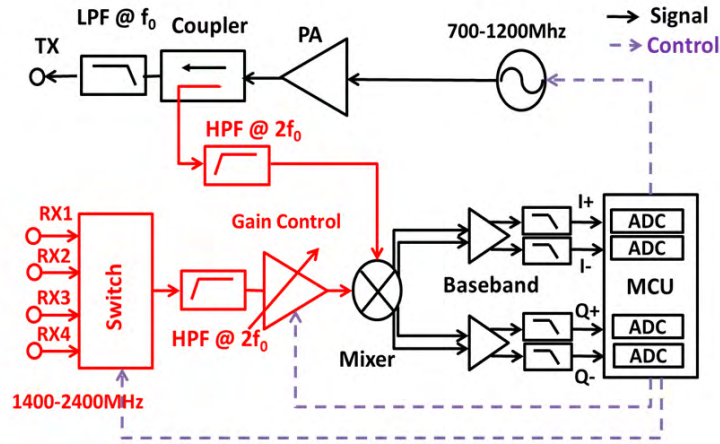 LPF @ f₀
Coupler
PA
700-1200Mhz
Signal
Control
TX
HPF @ 2f₀
RX1
RX2
RX3
RX4
Switch
Gain Control
HPF @ 2f₀
1400-2400MHz
Mixer
Baseband
I+
I-
Q+
Q-
ADC
ADC
MCU
ADC
ADC